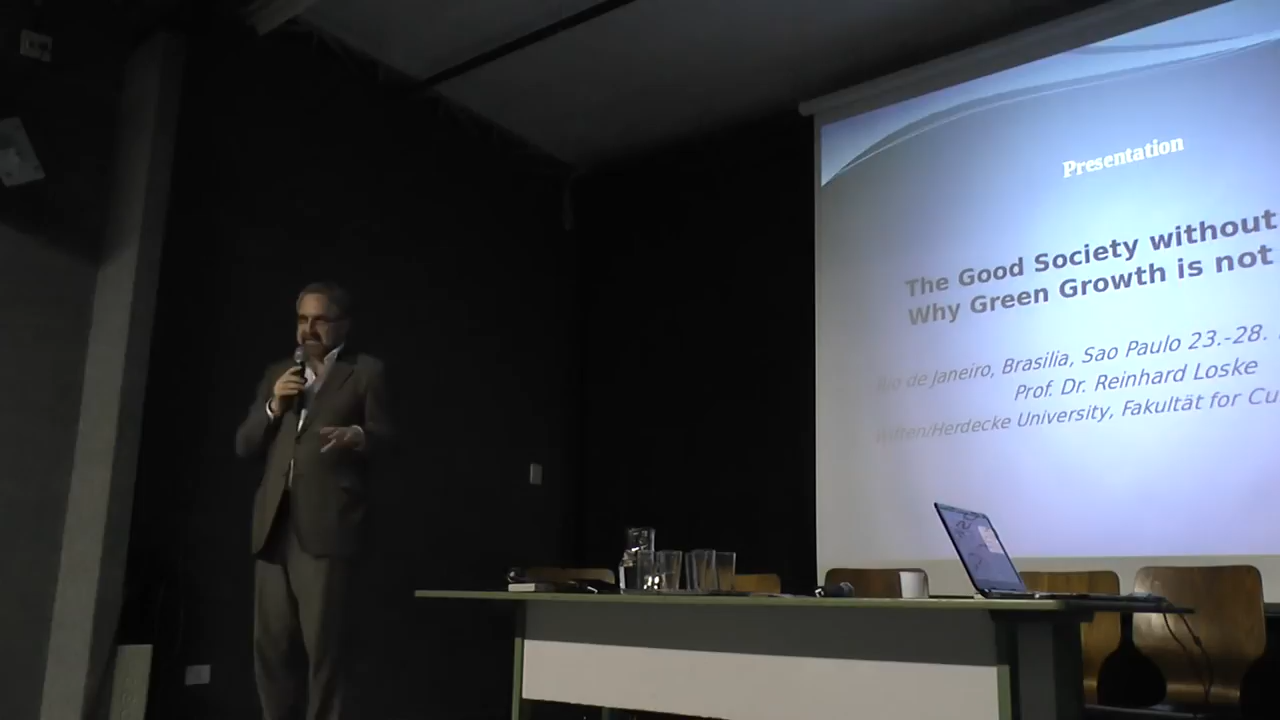 Presentation
The Good Society without
Why Green Growth is not
Rio de Janeiro, Brasilia, Sao Paulo 23.-28.
Prof. Dr. Reinhard Loske
Witten/Herdecke University, Fakultät for Cu